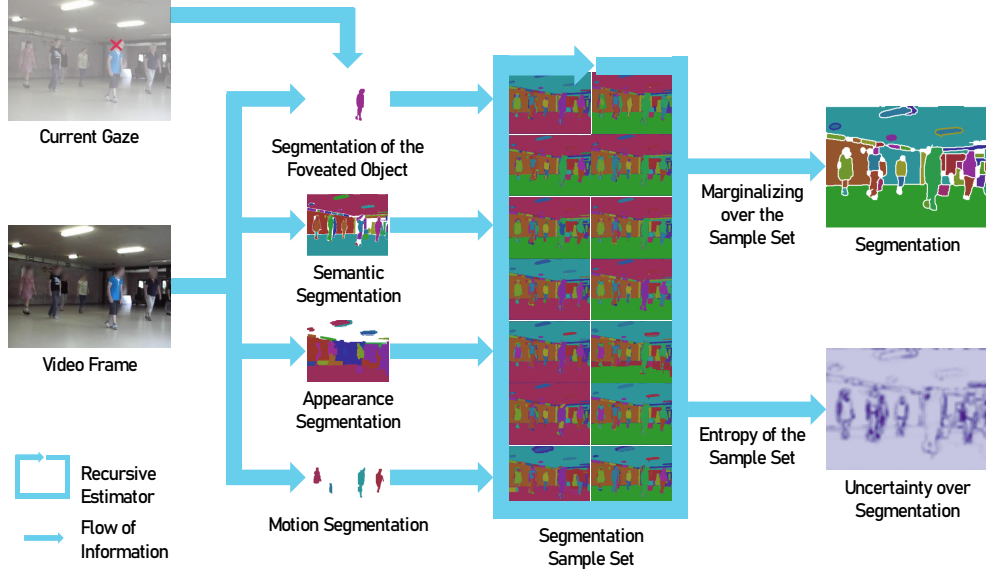 Current Gaze
Video Frame
Recursive
Estimator
Flow of
Information
Segmentation of the
Foveated Object
Semantic
Segmentation
Appearance
Segmentation
Motion Segmentation
Segmentation
Sample Set
Marginalizing
over the
Sample Set
Segmentation
Entropy of the
Sample Set
Uncertainty over
Segmentation